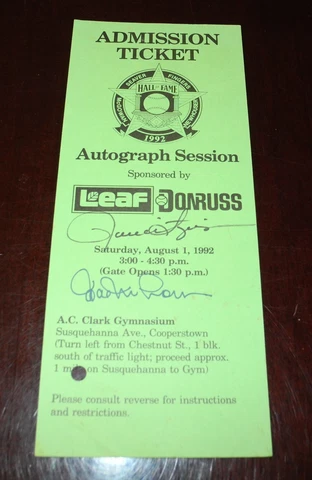 ADMISSION
TICKET
SEAVER FINGERS
McGOWAN NEWHOUSER
HALL OF FAME
1992
Autograph Session
Sponsored by
Leaf DONRUSS
Saturday, August 1, 1992
3:00 - 4:30 p.m.
(Gate Opens 1:30 p.m.)
A.C. Clark Gymnasium
Susquehanna Ave., Cooperstown
(Turn left from Chestnut St., 1 blk.
south of traffic light; proceed approx.
1 on Susquehanna to Gym)
Please consult reverse for instructions
and restrictions.